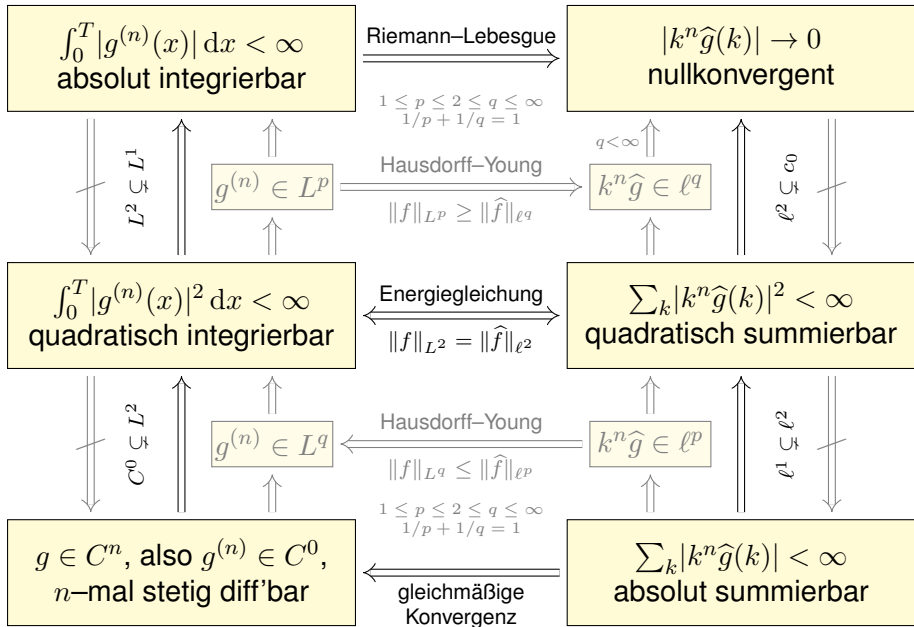 ∫₀ᵀ|g⁽ⁿ⁾(x)| dx < ∞
absolut integrierbar
Riemann–Lebesgue
|kⁿĝ(k)| → 0
nullkonvergent
1 ≤ p ≤ 2 ≤ q ≤ ∞
1/p + 1/q = 1
L² ⊊ L¹
g⁽ⁿ⁾ ∈ Lᵖ
Hausdorff–Young
‖f‖_{Lᵖ} ≥ ‖f̂‖_{ℓ^q}
q<∞
kⁿĝ ∈ ℓ^q
ℓ² ⊊ c₀
∫₀ᵀ|g⁽ⁿ⁾(x)|² dx < ∞
quadratisch integrierbar
Energiegleichung
‖f‖_{L²} = ‖f̂‖_{ℓ²}
∑ₖ|kⁿĝ(k)|² < ∞
quadratisch summierbar
C⁰ ⊊ L²
g⁽ⁿ⁾ ∈ L^q
Hausdorff–Young
‖f‖_{L^q} ≤ ‖f̂‖_{ℓᵖ}
1 ≤ p ≤ 2 ≤ q ≤ ∞
1/p + 1/q = 1
kⁿĝ ∈ ℓᵖ
ℓ¹ ⊊ ℓ²
g ∈ Cⁿ, also g⁽ⁿ⁾ ∈ C⁰,
n–mal stetig diff'bar
gleichmäßige
Konvergenz
∑ₖ|kⁿĝ(k)| < ∞
absolut summierbar